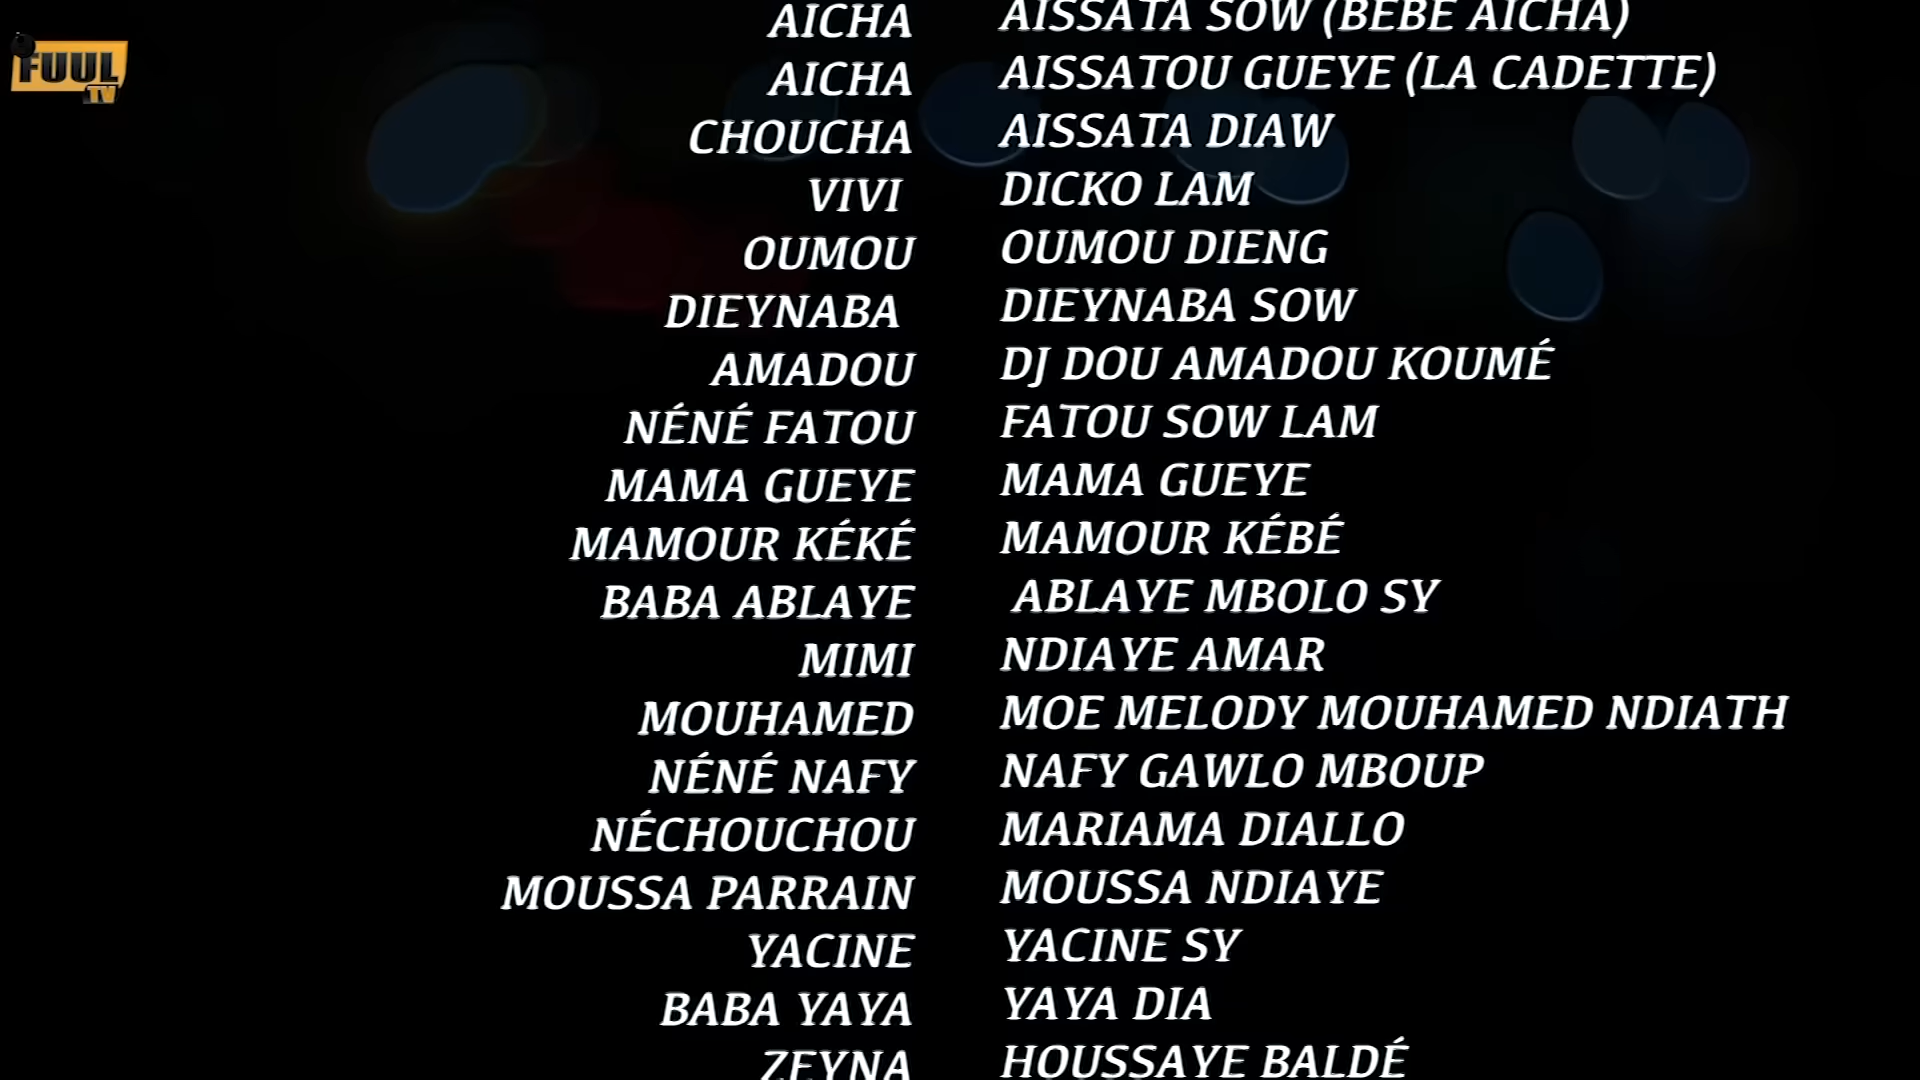 FUUL
TV
AICHA AISSATA SOW (BÉBÉ AICHA)
AICHA AISSATOU GUEYE (LA CADETTE)
CHOUCHA AISSATA DIAW
VIVI DICKO LAM
OUMOU OUMOU DIENG
DIEYNABA DIEYNABA SOW
AMADOU DJ DOU AMADOU KOUMÉ
NÉNÉ FATOU FATOU SOW LAM
MAMA GUEYE MAMA GUEYE
MAMOUR KÉKÉ MAMOUR KÉBÉ
BABA ABLAYE ABLAYE MBOLO SY
MIMI NDIAYE AMAR
MOUHAMED MOE MELODY MOUHAMED NDIATH
NÉNÉ NAFY NAFY GAWLO MBOUP
NÉCHOUCHOU MARIAMA DIALLO
MOUSSA PARRAIN MOUSSA NDIAYE
YACINE YACINE SY
BABA YAYA YAYA DIA
ZEYNA HOUSSAYE BALDÉ